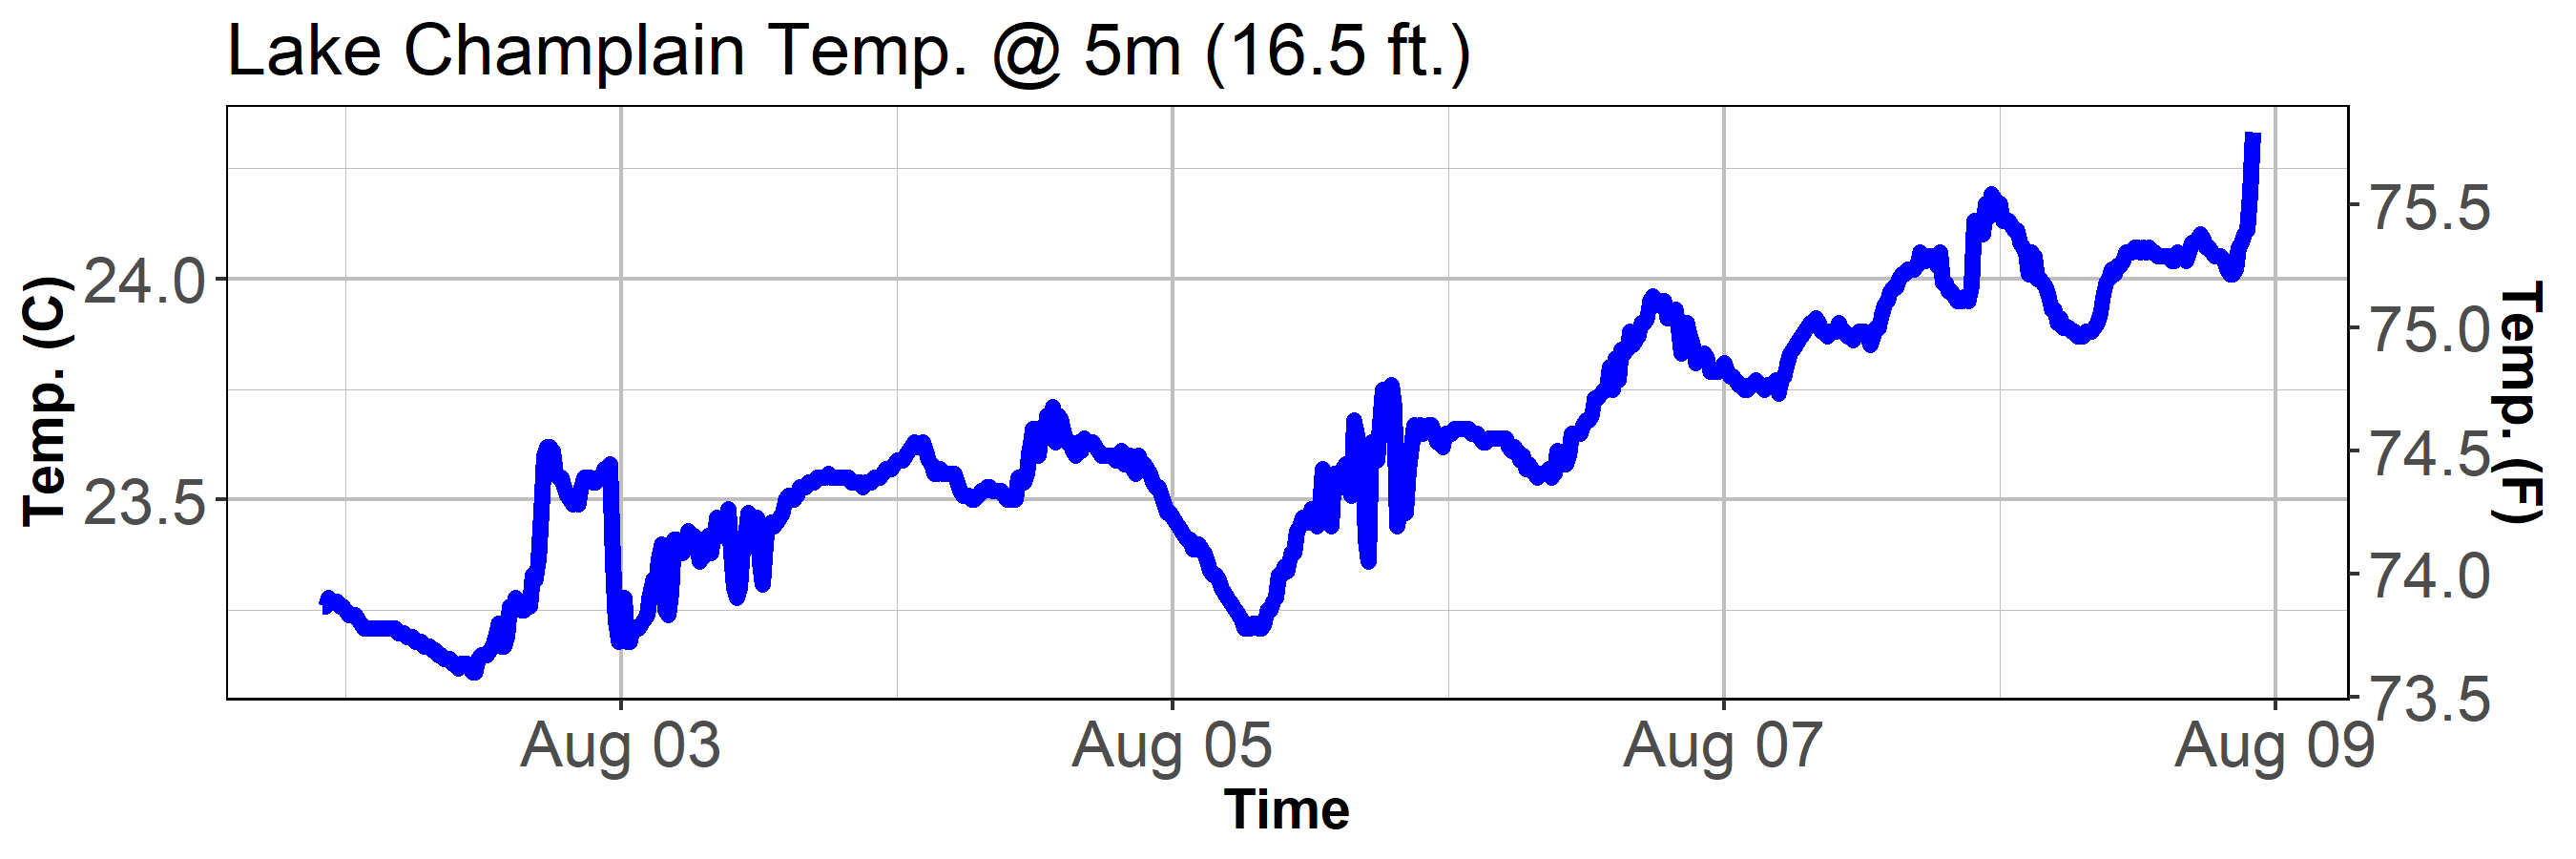 Lake Champlain Temp. @ 5m (16.5 ft.)
Temp. (C)
24.0
23.5
75.5
75.0
74.5
74.0
73.5
Temp. (F)
Aug 03
Aug 05
Aug 07
Aug 09
Time